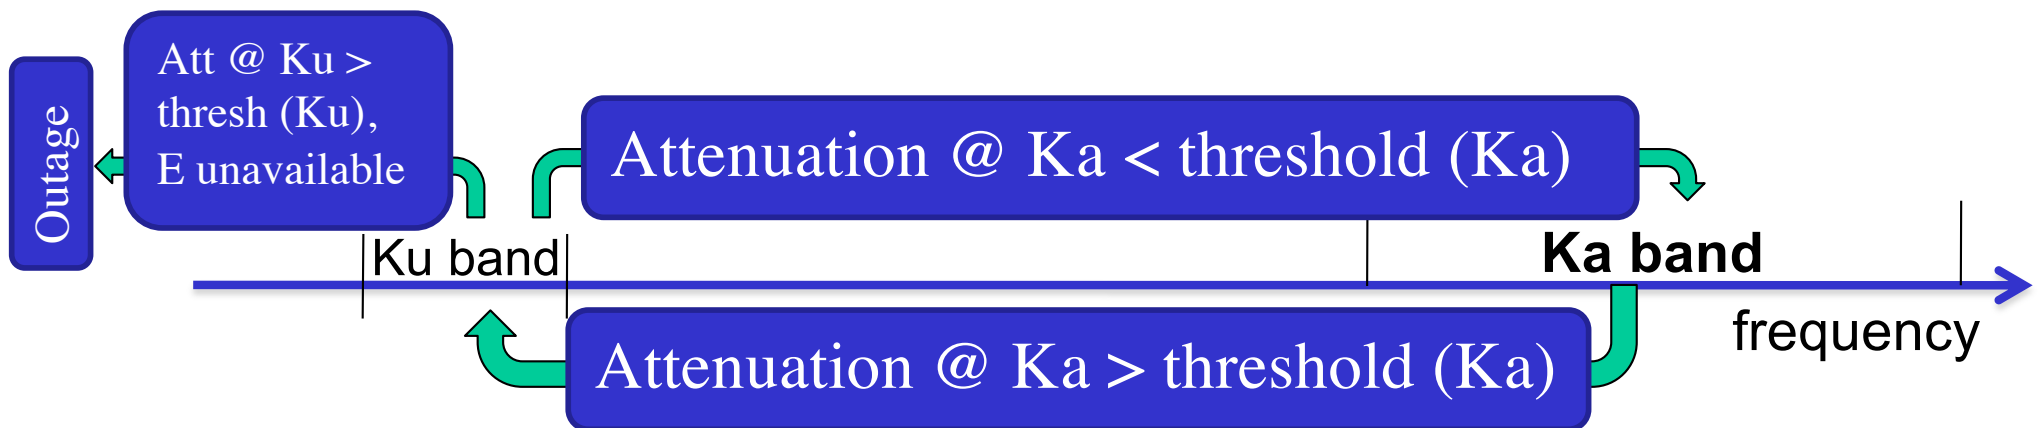 Outage
Att @ Ku >
thresh (Ku),
E unavailable
Attenuation @ Ka < threshold (Ka)
Ku band
Ka band
frequency
Attenuation @ Ka > threshold (Ka)